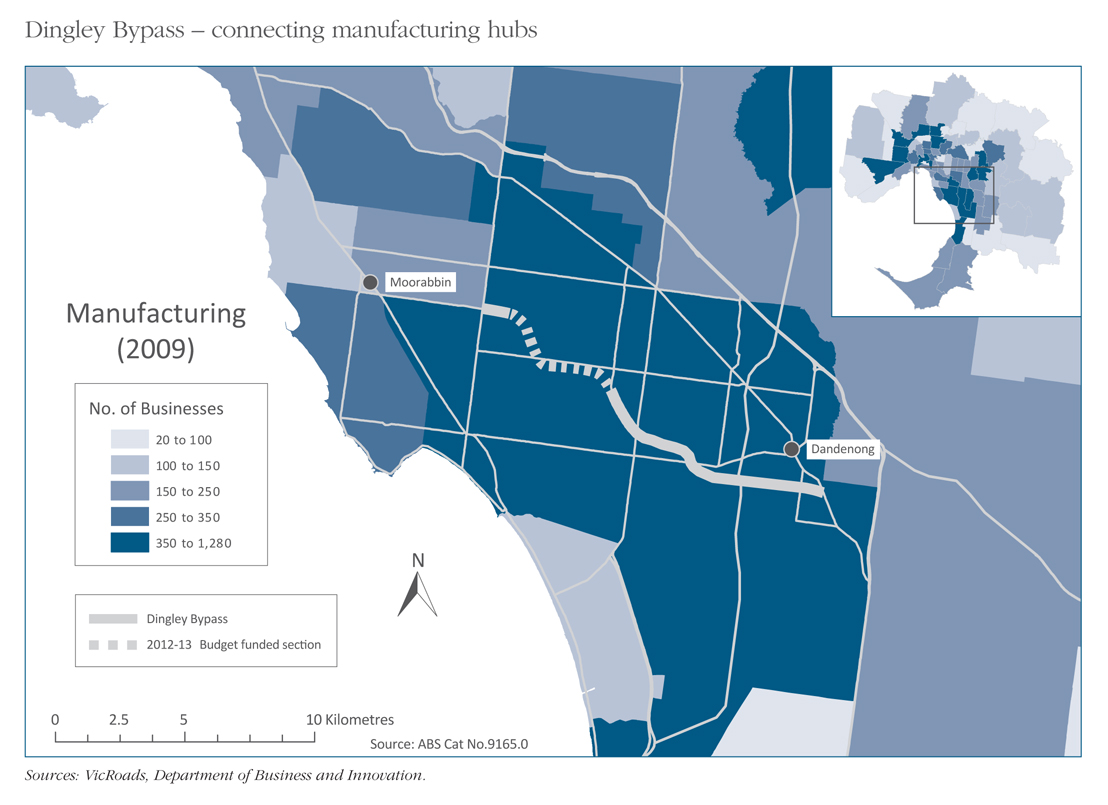 Dingley Bypass – connecting manufacturing hubs
Moorabbin
Manufacturing
(2009)
No. of Businesses
20 to 100
100 to 150
150 to 250
250 to 350
350 to 1,280
Dandenong
N
Dingley Bypass
2012-13 Budget funded section
0 2.5 5 10 Kilometres
Source: ABS Cat No.9165.0
Sources: VicRoads, Department of Business and Innovation.